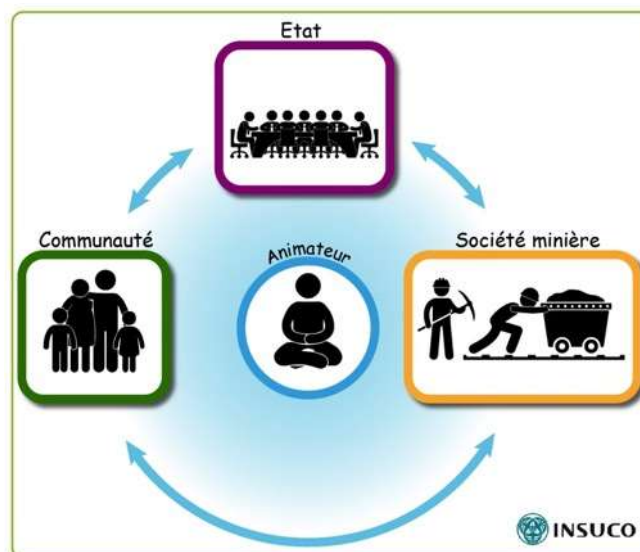 Etat
Communauté
Animateur
Société minière
INSUCO